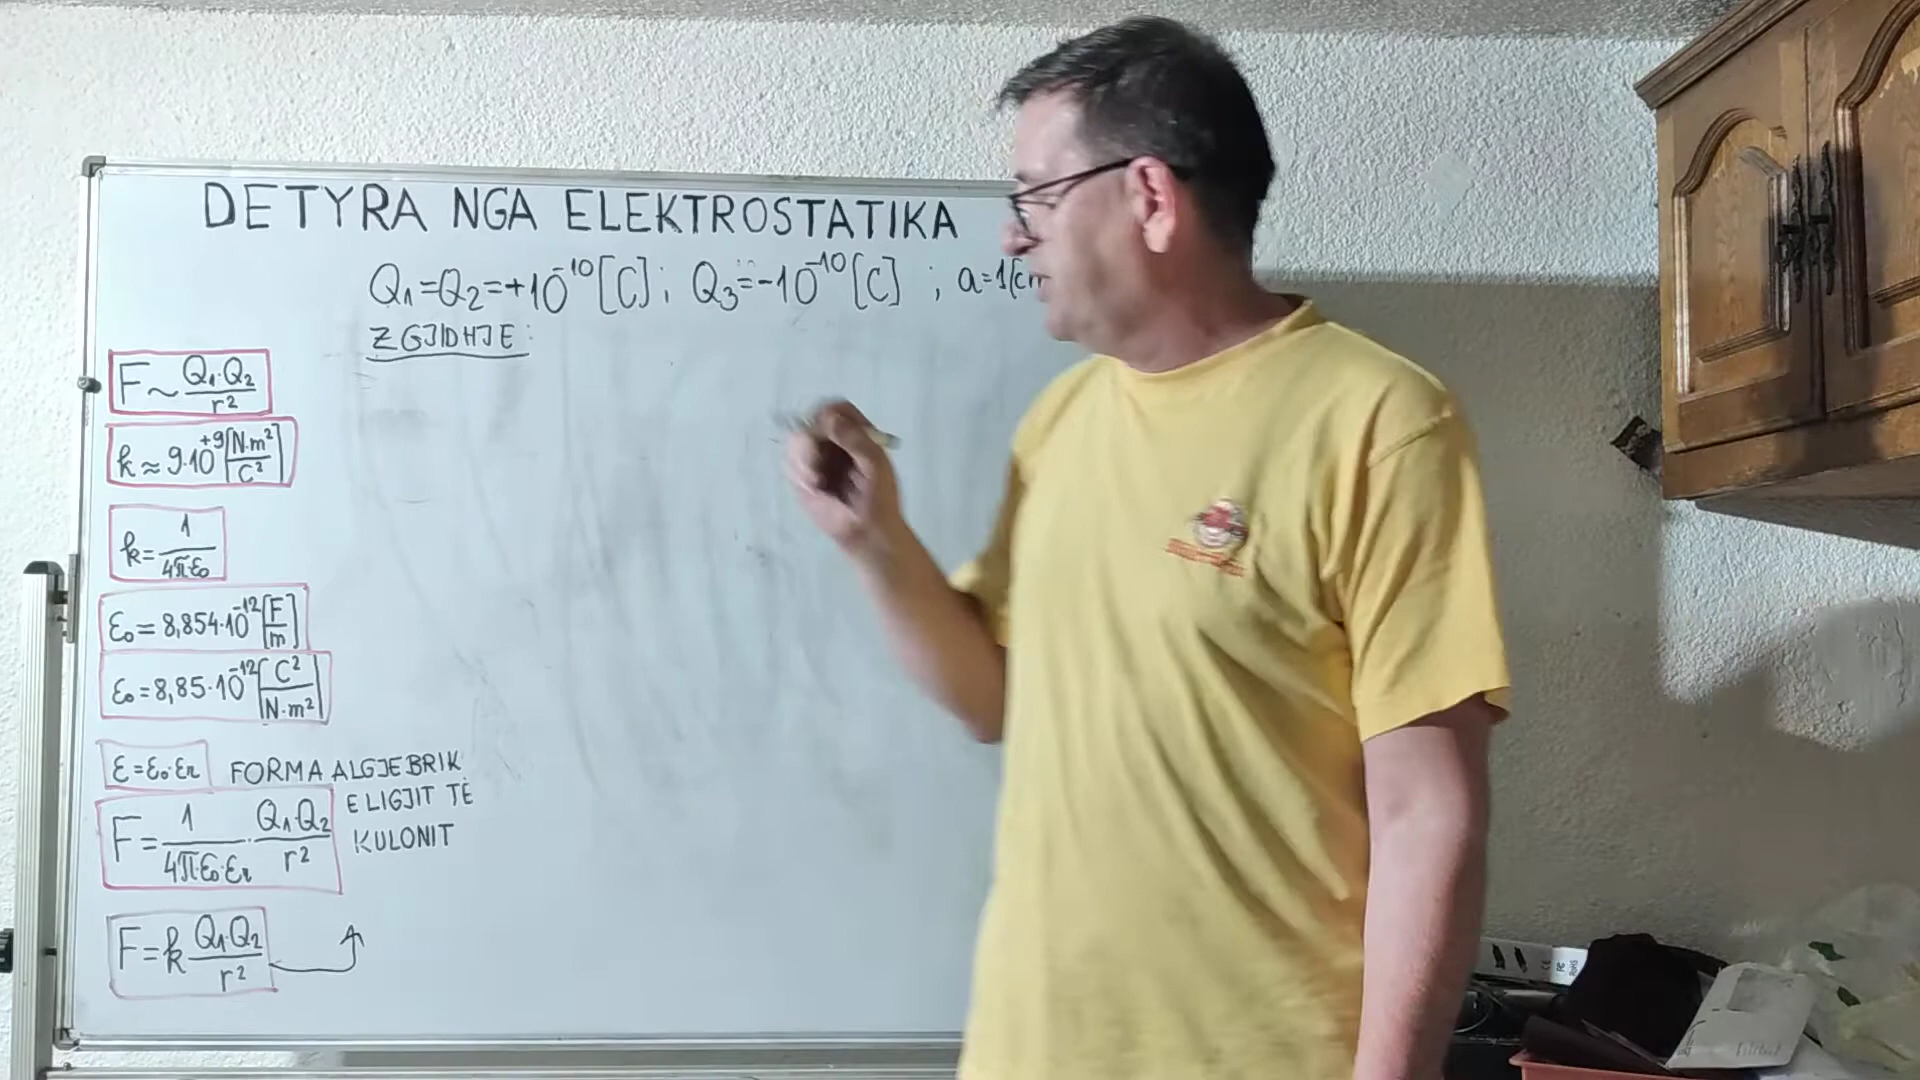 DETYRA NGA ELEKTROSTATIKA
Q₁=Q₂=+10⁻¹⁰[C]; Q₃=-10⁻¹⁰[C] ; a=1[cm
ZGJIDHJE:
F~Q₁·Q₂/r²
k≈9·10⁺⁹[N·m²/C²]
k=1/4π·ε₀
ε₀=8,854·10⁻¹²[F/m]
ε₀=8,85·10⁻¹²[C²/N·m²]
ε=ε₀·εr FORMA ALGJEBRIK
E LIGJIT TË
F=1/4πε₀·εr·Q₁·Q₂/r² KULONIT
F=k Q₁·Q₂/r²